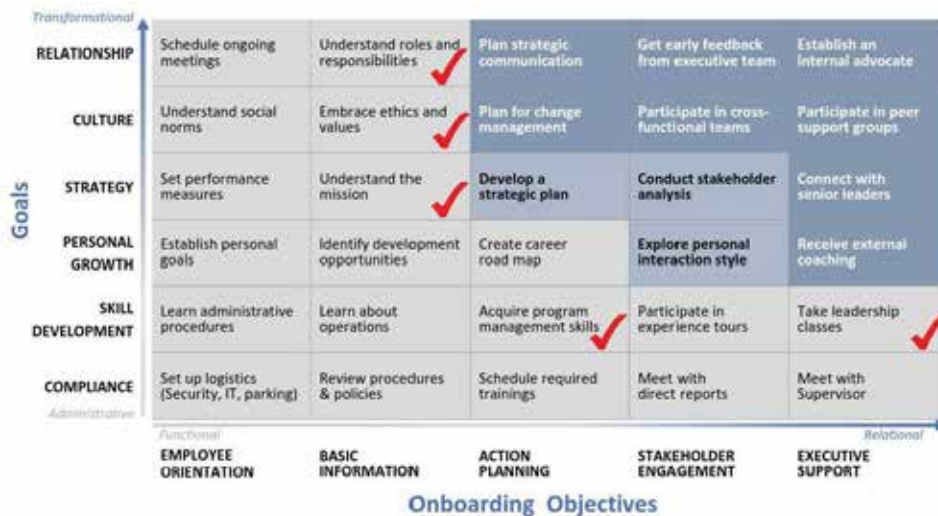 Transformational
RELATIONSHIP
Schedule ongoing
meetings
Understand roles and
responsibilities
Plan strategic
communication
Get early feedback
from executive team
Establish an
internal advocate
CULTURE
Understand social
norms
Embrace ethics and
values
Plan for change
management
Participate in cross-
functional teams
Participate in peer
support groups
Goals
STRATEGY
Set performance
measures
Understand the
mission
Develop a
strategic plan
Conduct stakeholder
analysis
Connect with
senior leaders
PERSONAL
GROWTH
Establish personal
goals
Identify development
opportunities
Create career
road map
Explore personal
interaction style
Receive external
coaching
SKILL
DEVELOPMENT
Learn administrative
procedures
Learn about
operations
Acquire program
management skills
Participate in
experience tours
Take leadership
classes
COMPLIANCE
Set up logistics
(Security, IT, parking)
Review procedures
& policies
Schedule required
trainings
Meet with
direct reports
Meet with
Supervisor
Administrative
Functional
Relational
EMPLOYEE
ORIENTATION
BASIC
INFORMATION
ACTION
PLANNING
STAKEHOLDER
ENGAGEMENT
EXECUTIVE
SUPPORT
Onboarding Objectives